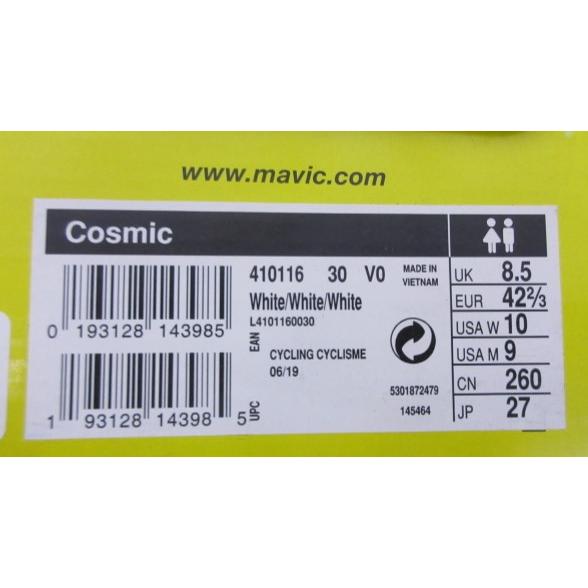 www.mavic.com
Cosmic
410116 30 V0
MADE IN
VIETNAM
White/White/White
L4101160030
0 193128 143985
EAN
CYCLING CYCLISME
06/19
5301872479
145464
1 93128 14398 5
UPC
UK 8.5
EUR 42⅔
USA W 10
USA M 9
CN 260
JP 27